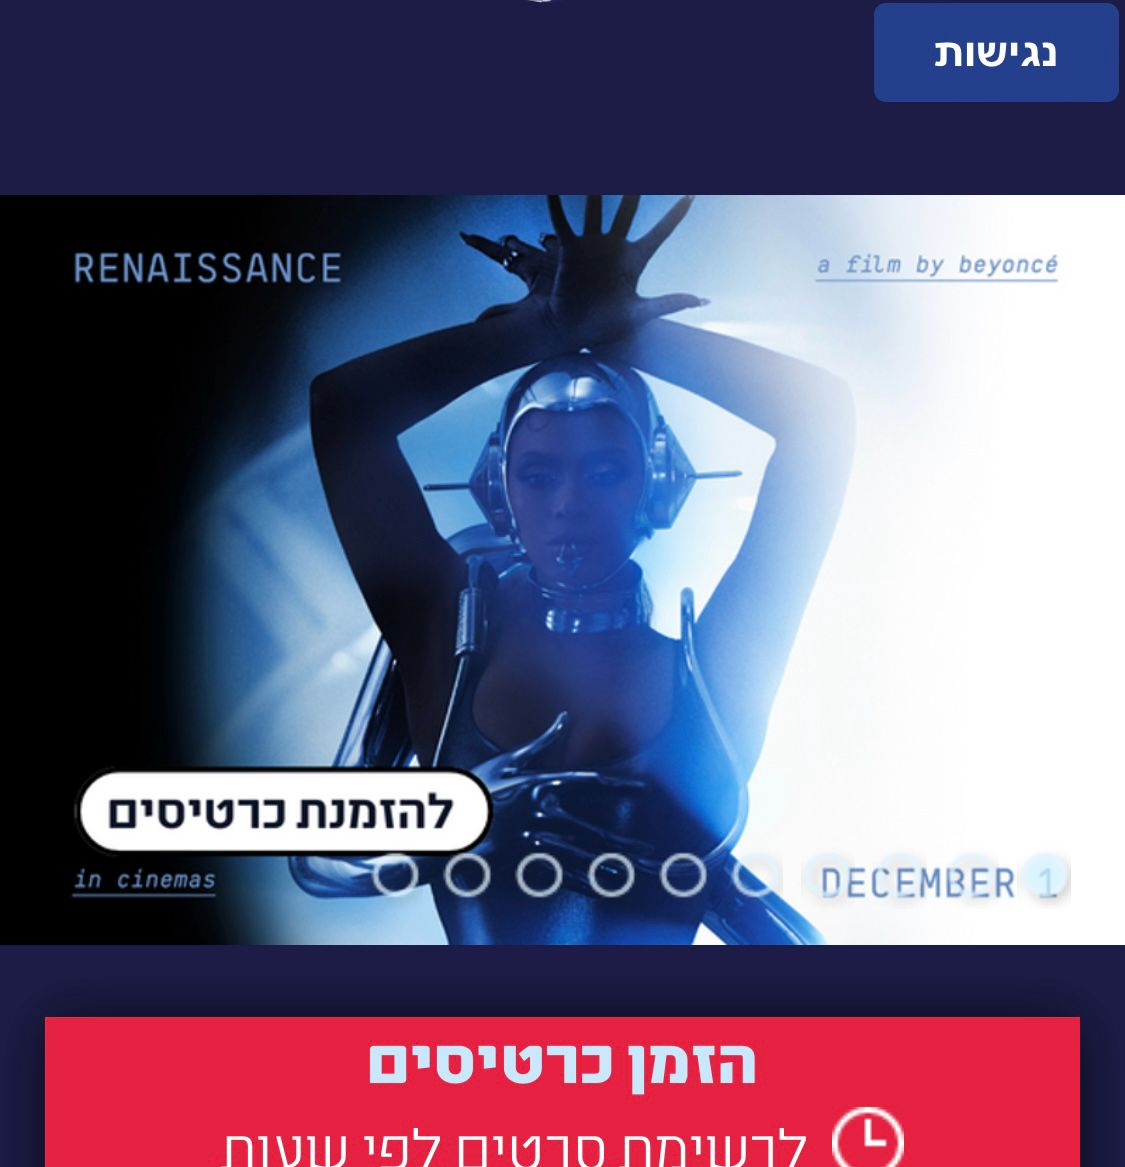 נגישות
RENAISSANCE
a film by beyoncé
להזמנת כרטיסים
in cinemas
DECEMBER 1
הזמן כרטיסים
לרשימת סרטים לפי שעות